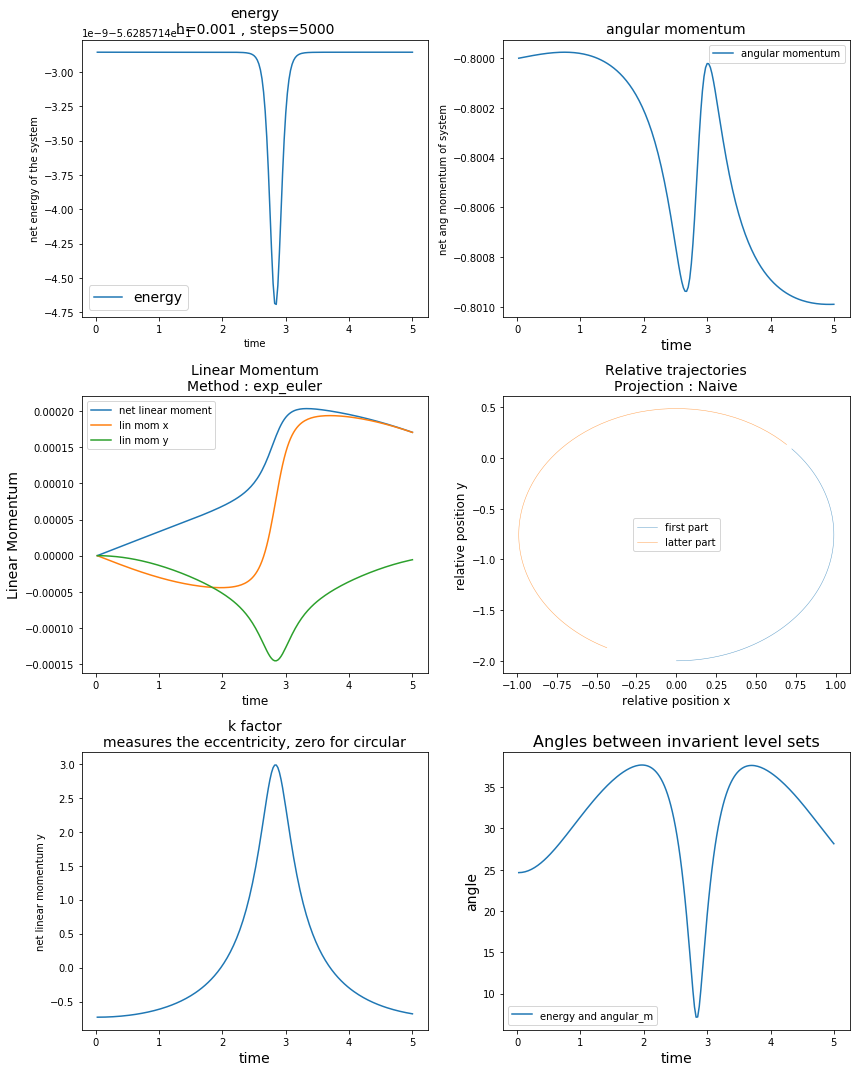 energy
h=0.001 , steps=5000
−3.00
−3.25
−3.50
−3.75
−4.00
−4.25
−4.50
−4.75
net energy of the system
energy
0
1
2
3
4
5
time
angular momentum
angular momentum
−0.8000
−0.8002
−0.8004
−0.8006
−0.8008
−0.8010
net ang momentum of system
0
1
2
3
4
5
time
Linear Momentum
Method : exp_euler
net linear moment
lin mom x
lin mom y
0.00020
0.00015
0.00010
0.00005
0.00000
−0.00005
−0.00010
−0.00015
Linear Momentum
0
1
2
3
4
5
time
Relative trajectories
Projection : Naive
0.5
0.0
−0.5
−1.0
−1.5
−2.0
relative position y
first part
latter part
−1.00
−0.75
−0.50
−0.25
0.00
0.25
0.50
0.75
1.00
relative position x
k factor
measures the eccentricity, zero for circular
3.0
2.5
2.0
1.5
1.0
0.5
0.0
−0.5
net linear momentum y
0
1
2
3
4
5
time
Angles between invarient level sets
35
30
25
20
15
10
angle
energy and angular_m
0
1
2
3
4
5
time